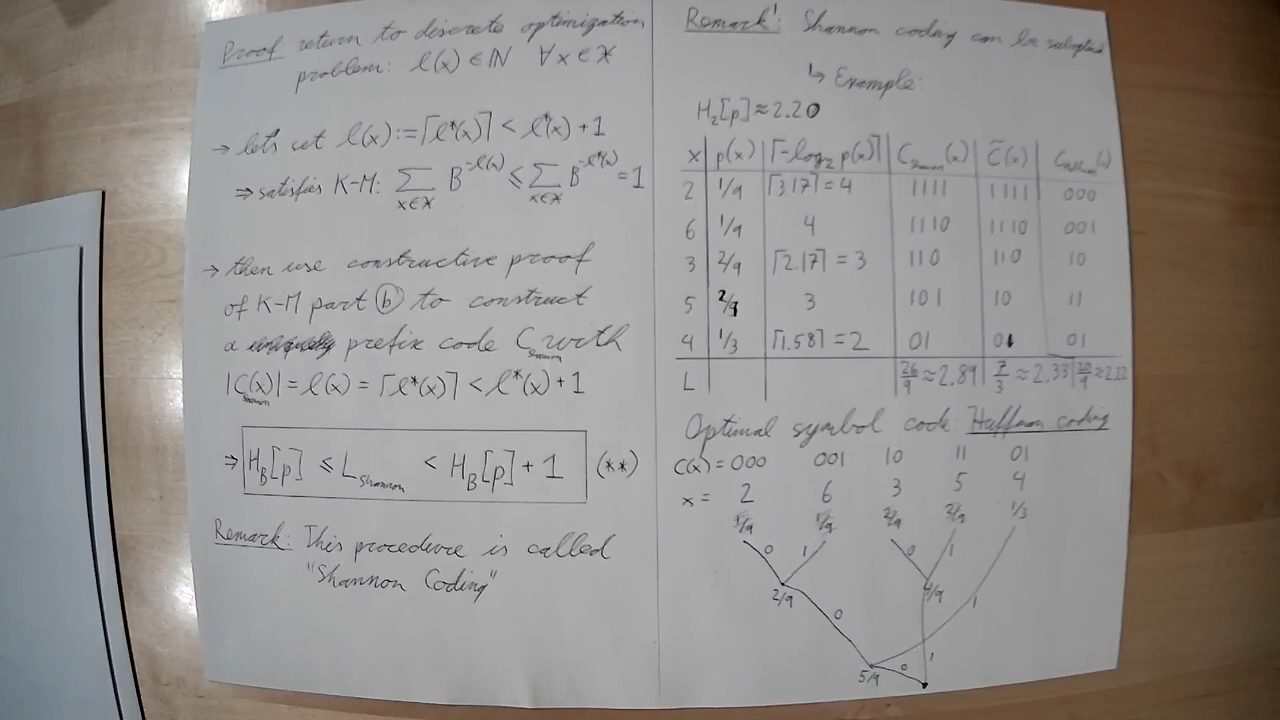 Proof return to discrete optimization
problem: l(x) ∈ ℕ ∀x ∈ 𝒳
→ let's set l(x) := ⌈l*(x)⌉ < l*(x) + 1
⇒ satisfies K-M: ∑_{x∈𝒳} B^{-l(x)} ≤ ∑_{x∈𝒳} B^{-l*(x)} = 1
→ then use constructive proof
of K-M part ⓑ to construct
a prefix code C_Shannon with
|C_Shannon(x)| = l(x) = ⌈l*(x)⌉ < l*(x) + 1
⇒ H_B[p] ≤ L_Shannon < H_B[p] + 1 (**)
Remark: This procedure is called
"Shannon Coding"
Remark: Shannon coding can be
↳ Example:
H₂[p] ≈ 2.20
x | p(x) | ⌈-log₂ p(x)⌉ | C_Shannon(x) | C̃(x) | C_Huffman(x)
2 | 1/9 | ⌈3.17⌉ = 4 | 1111 | 1111 | 000
6 | 1/9 | 4 | 1110 | 1110 | 001
3 | 2/9 | ⌈2.17⌉ = 3 | 110 | 110 | 10
5 | 2/9 | 3 | 101 | 10 | 11
4 | 1/3 | ⌈1.58⌉ = 2 | 01 | 01 | 01
L | 26/9 ≈ 2.89 | 7/3 ≈ 2.33 | 20/9 ≈ 2.22
Optimal symbol code: Huffman coding
C(x) = 000 001 10 11 01
x = 2 6 3 5 4
1/9 1/9 2/9 2/9 1/3
0 1 0 1
2/9 4/9 1
0
5/9 0 1